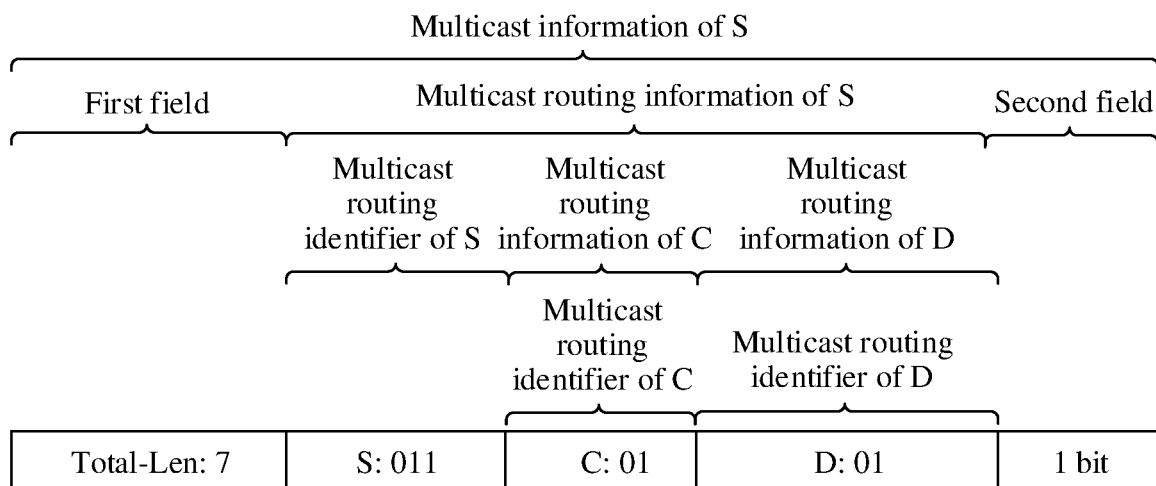 Multicast information of S
First field
Multicast routing information of S
Second field
Multicast
routing
identifier of S
Multicast
routing
information of C
Multicast
routing
information of D
Multicast
routing
identifier of C
Multicast routing
identifier of D
Total-Len: 7
S: 011
C: 01
D: 01
1 bit